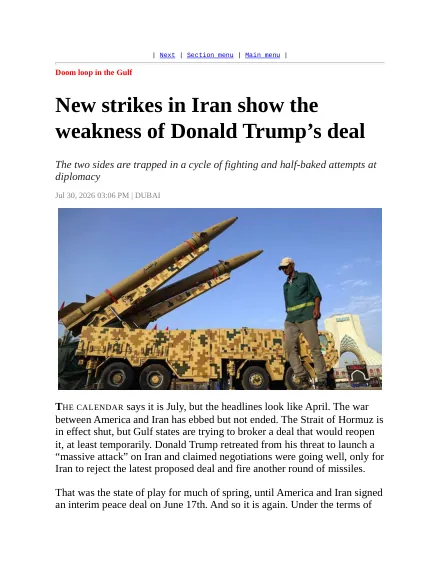 | Next | Section menu | Main menu |
Doom loop in the Gulf
New strikes in Iran show the
weakness of Donald Trump’s deal
The two sides are trapped in a cycle of fighting and half-baked attempts at
diplomacy
Jul 30, 2026 03:06 PM | DUBAI
THE CALENDAR says it is July, but the headlines look like April. The war
between America and Iran has ebbed but not ended. The Strait of Hormuz is
in effect shut, but Gulf states are trying to broker a deal that would reopen
it, at least temporarily. Donald Trump retreated from his threat to launch a
“massive attack” on Iran and claimed negotiations were going well, only for
Iran to reject the latest proposed deal and fire another round of missiles.
That was the state of play for much of spring, until America and Iran signed
an interim peace deal on June 17th. And so it is again. Under the terms of